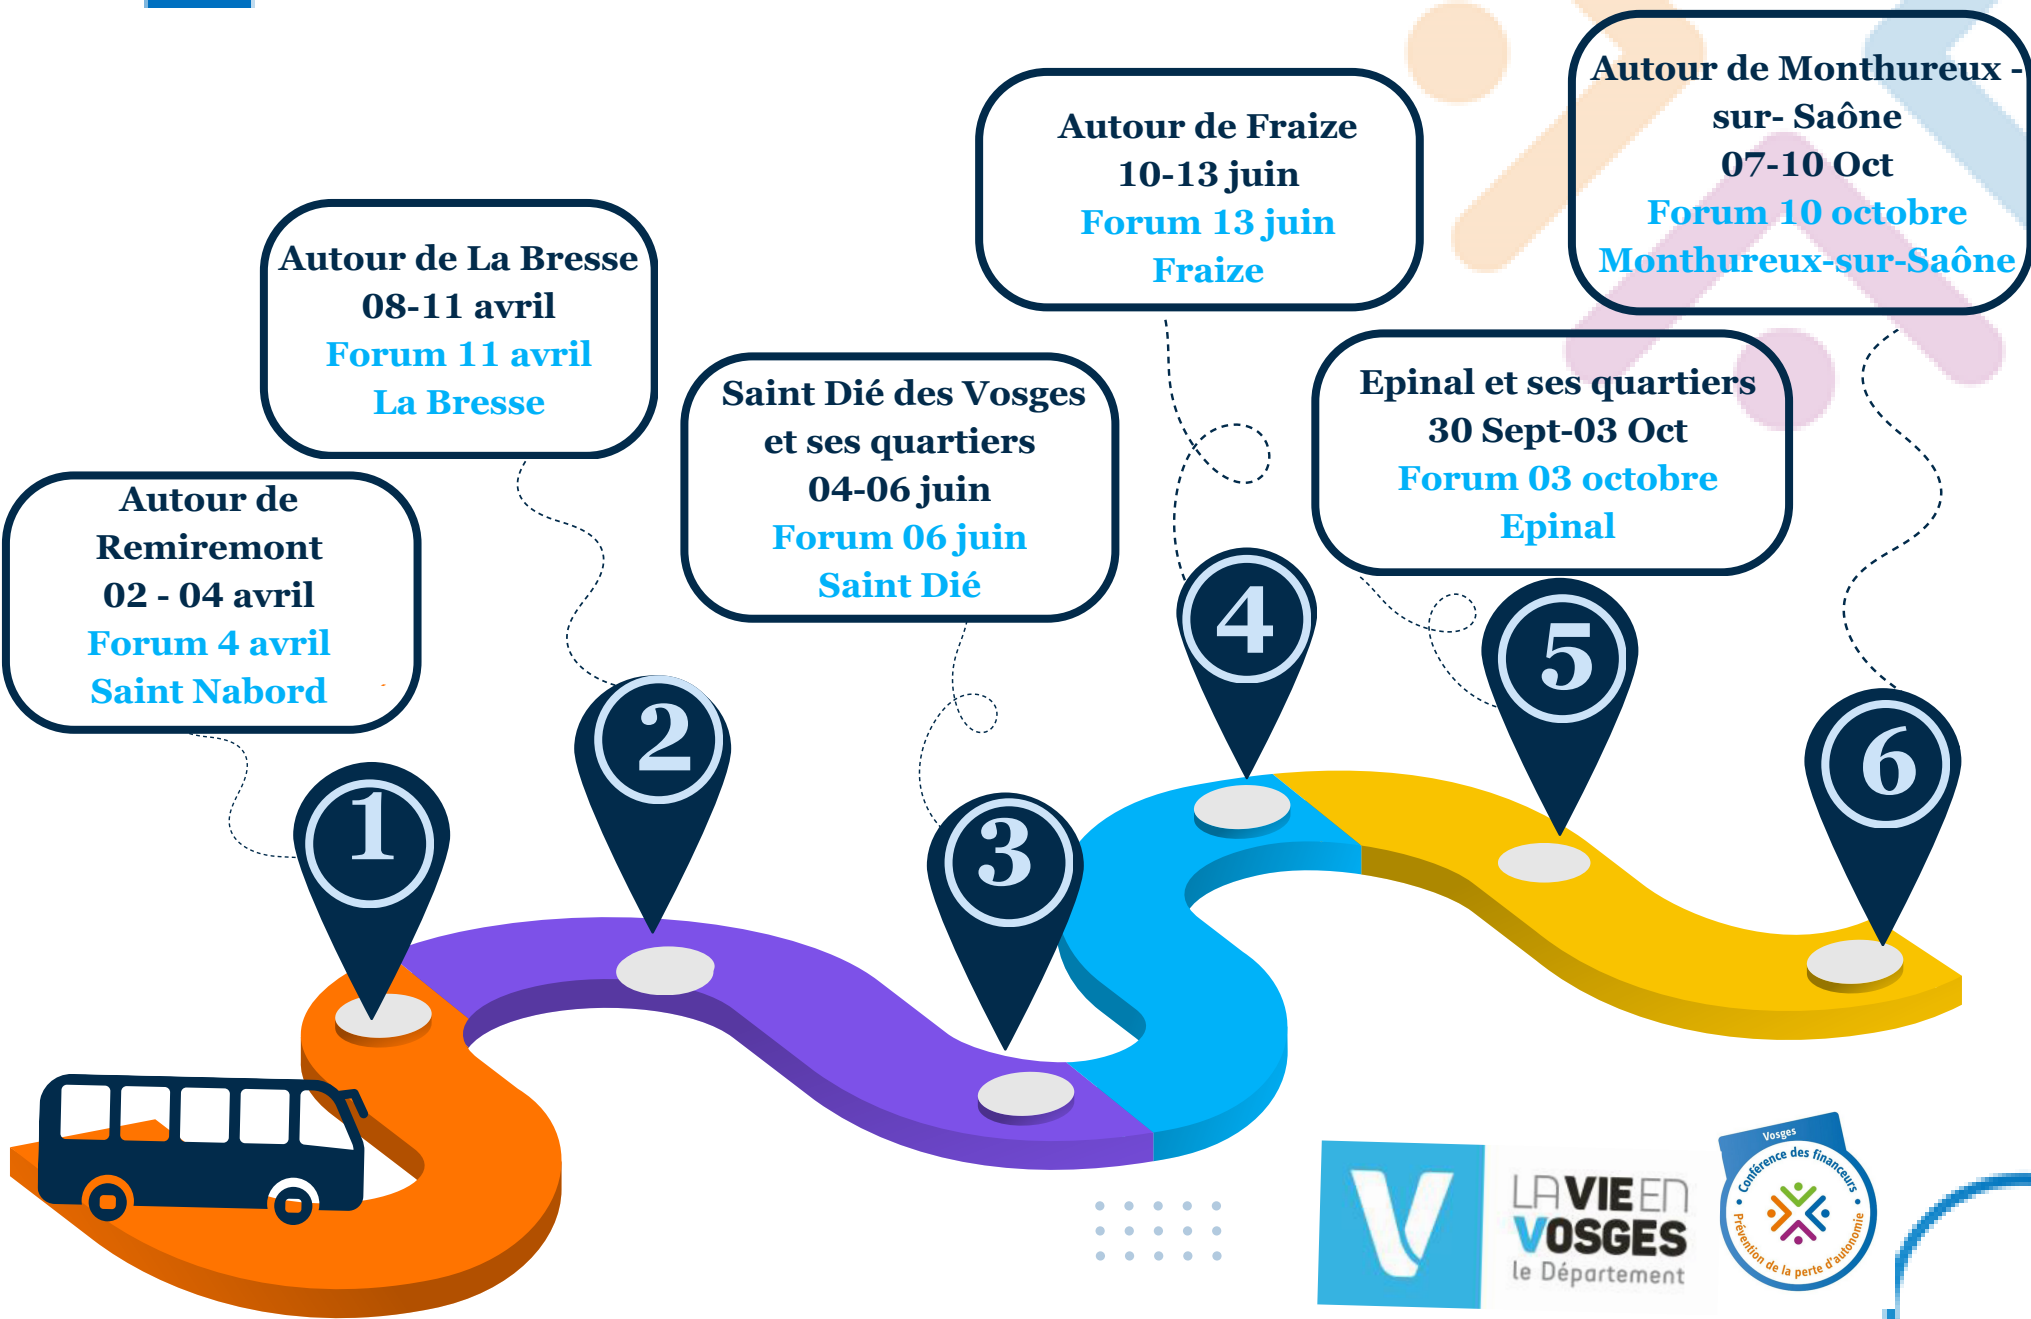 Autour de
Remiremont
02 - 04 avril
Forum 4 avril
Saint Nabord
Autour de La Bresse
08-11 avril
Forum 11 avril
La Bresse
Saint Dié des Vosges
et ses quartiers
04-06 juin
Forum 06 juin
Saint Dié
Autour de Fraize
10-13 juin
Forum 13 juin
Fraize
Epinal et ses quartiers
30 Sept-03 Oct
Forum 03 octobre
Epinal
Autour de Monthureux -
sur- Saône
07-10 Oct
Forum 10 octobre
Monthureux-sur-Saône
1
2
3
4
5
6
V
LA VIE EN
VOSGES
le Département
Vosges
Conférence des financeurs
Prévention de la perte d'autonomie